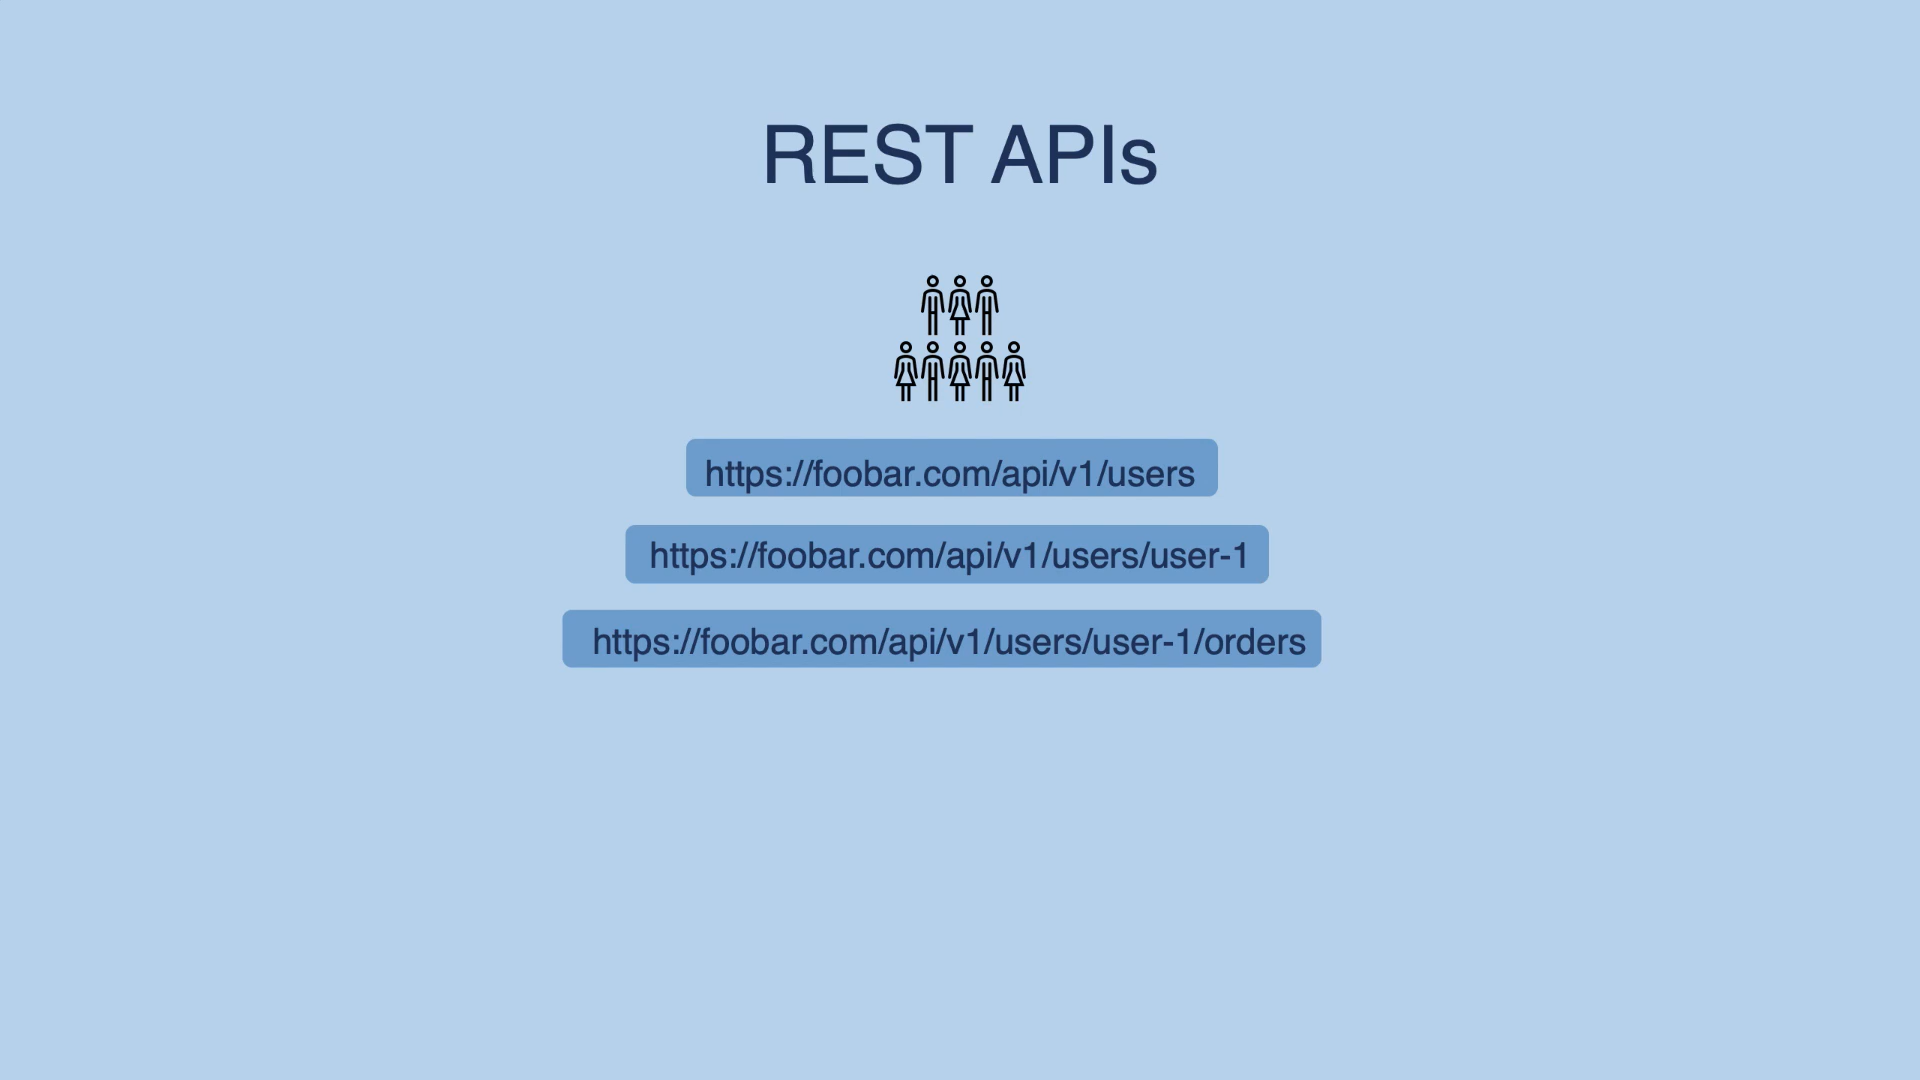 REST APIs
https://foobar.com/api/v1/users
https://foobar.com/api/v1/users/user-1
https://foobar.com/api/v1/users/user-1/orders